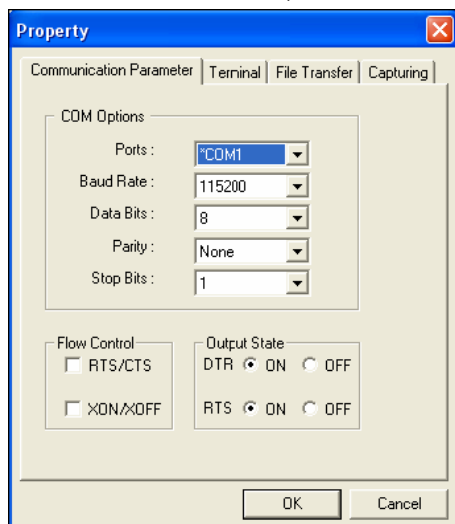 Property
Communication Parameter Terninal File Transfer Capturing
COM Options
Ports : *COM1
Baud Rate : 115200
Data Bits : 8
Parity : None
Stop Bits : 1
Flow Control
RTS/CTS
XON/XOFF
Output State
DTR ON OFF
RTS ON OFF
OK Cancel